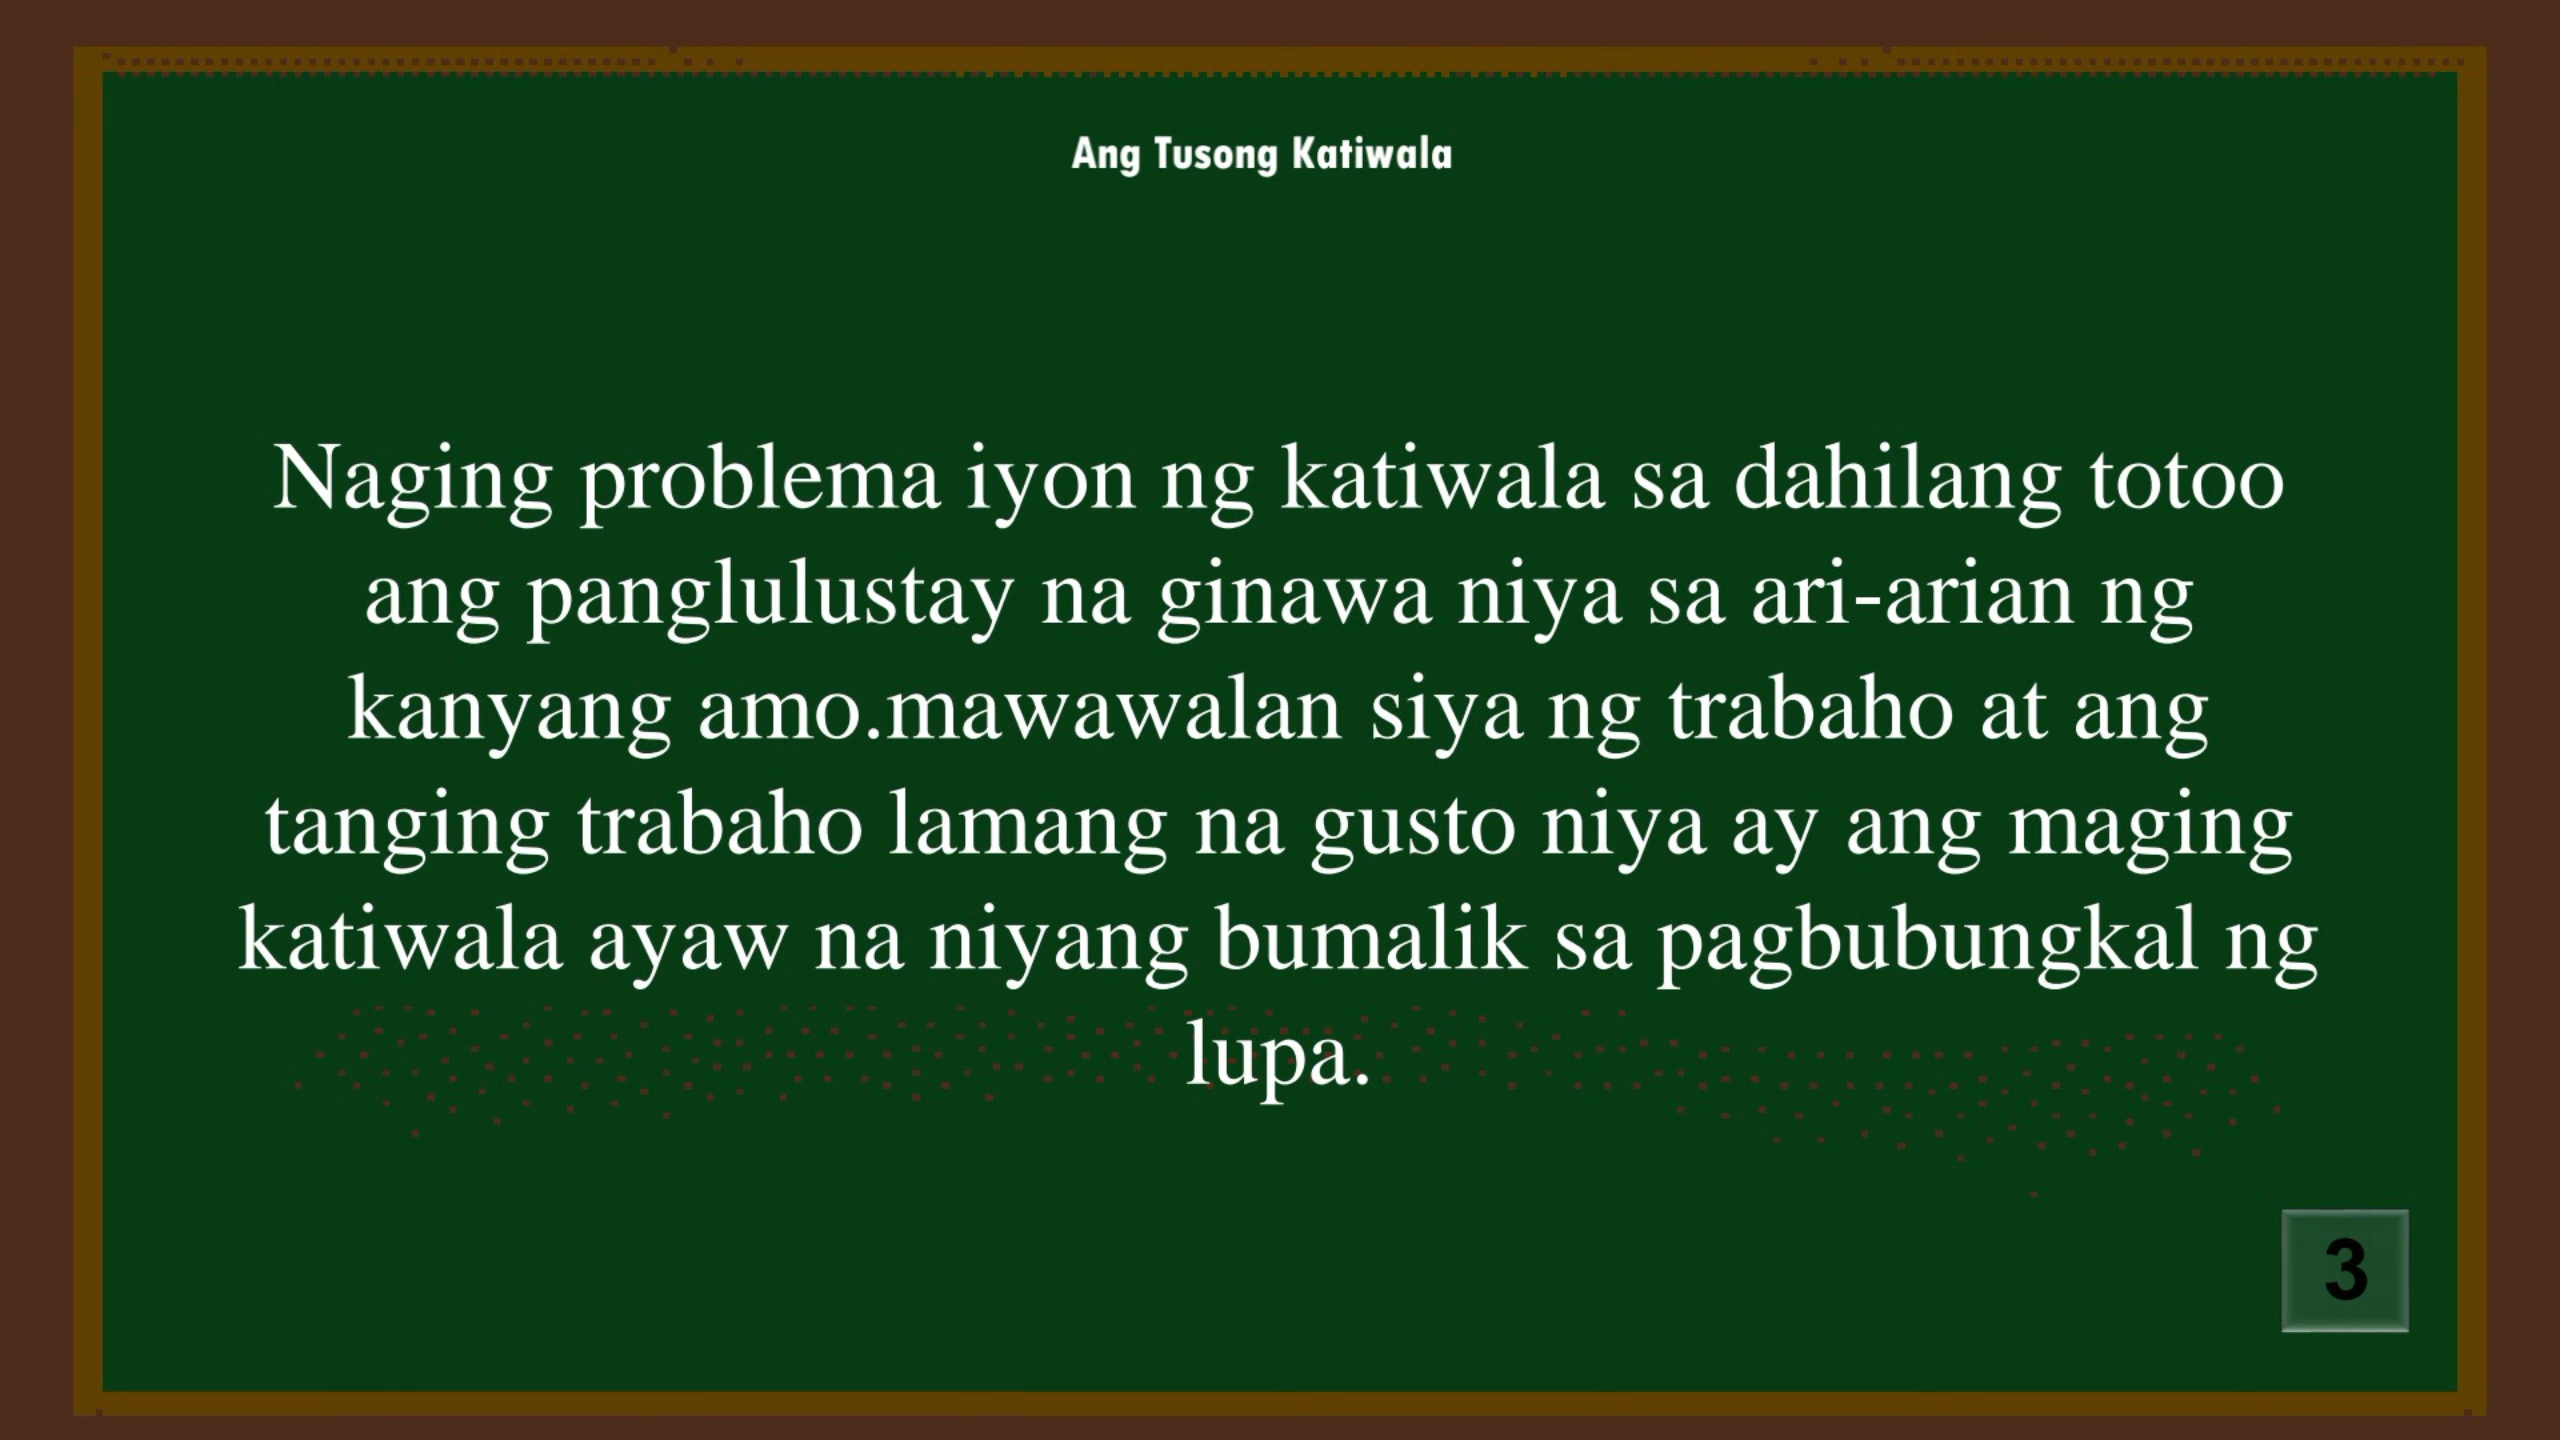 Ang Tusong Katiwala
Naging problema iyon ng katiwala sa dahilang totoo
ang panglulustay na ginawa niya sa ari-arian ng
kanyang amo.mawawalan siya ng trabaho at ang
tanging trabaho lamang na gusto niya ay ang maging
katiwala ayaw na niyang bumalik sa pagbubungkal ng
lupa.
3